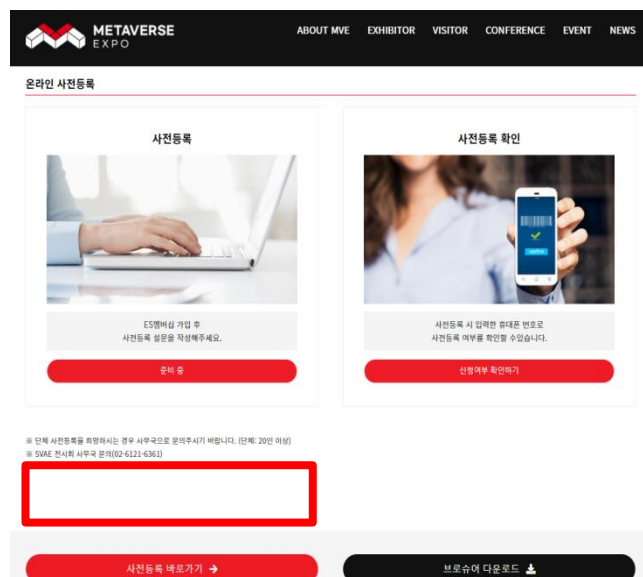 METAVERSE
EXPO
ABOUT MVE EXHIBITOR VISITOR CONFERENCE EVENT NEWS
온라인 사전등록
사전등록
ES멤버십 가입 후
사전등록 설문을 작성해주세요.
준비 중
사전등록 확인
사전등록 시 입력한 휴대폰 번호로
사전등록 여부를 확인할 수있습니다.
신청여부 확인하기
※ 단체 사전등록을 희망하시는 경우 사무국으로 문의주시기 바랍니다. (단체: 20인 이상)
※ SVAE 전시회 사무국 문의(02-6121-6361)
사전등록 바로가기 →
브로슈어 다운로드